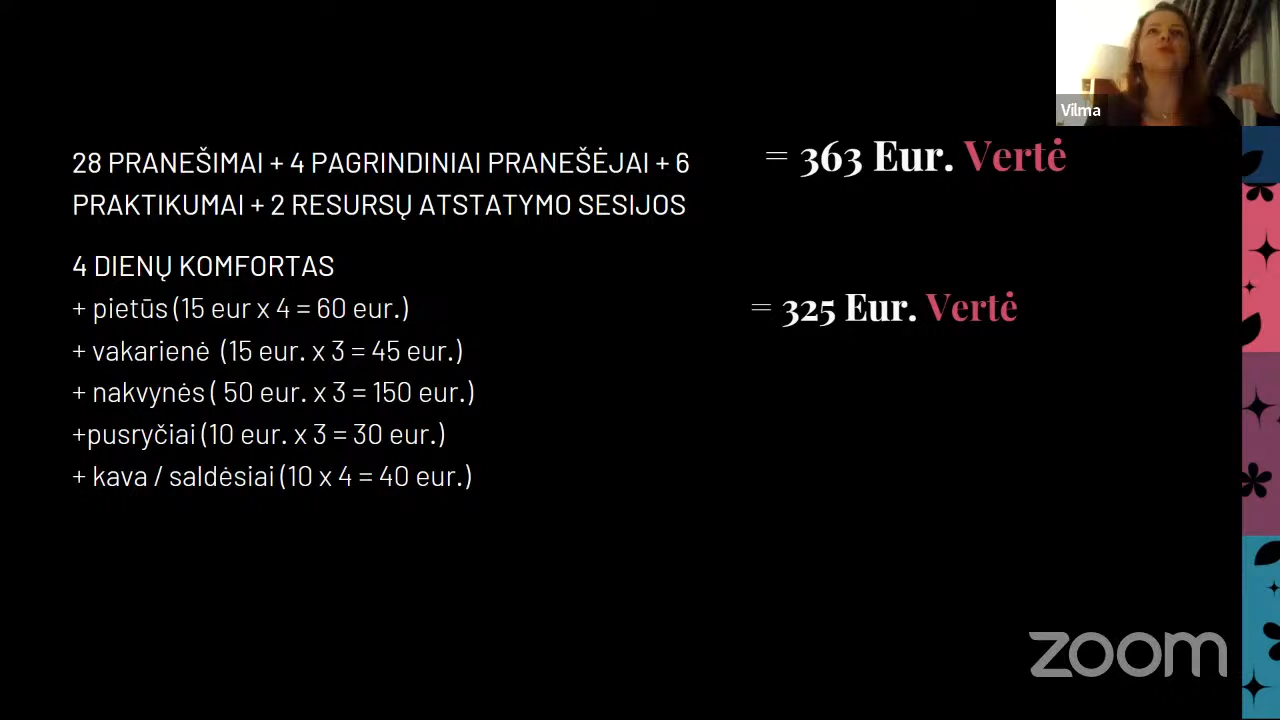 Vilma
28 PRANEŠIMAI + 4 PAGRINDINIAI PRANEŠĖJAI + 6
PRAKTIKUMAI + 2 RESURSŲ ATSTATYMO SESIJOS
= 363 Eur. Vertė
4 DIENŲ KOMFORTAS
+ pietūs (15 eur x 4 = 60 eur.)
= 325 Eur. Vertė
+ vakarienė (15 eur. x 3 = 45 eur.)
+ nakvynės ( 50 eur. x 3 = 150 eur.)
+pusryčiai (10 eur. x 3 = 30 eur.)
+ kava / saldėsiai (10 x 4 = 40 eur.)
zoom